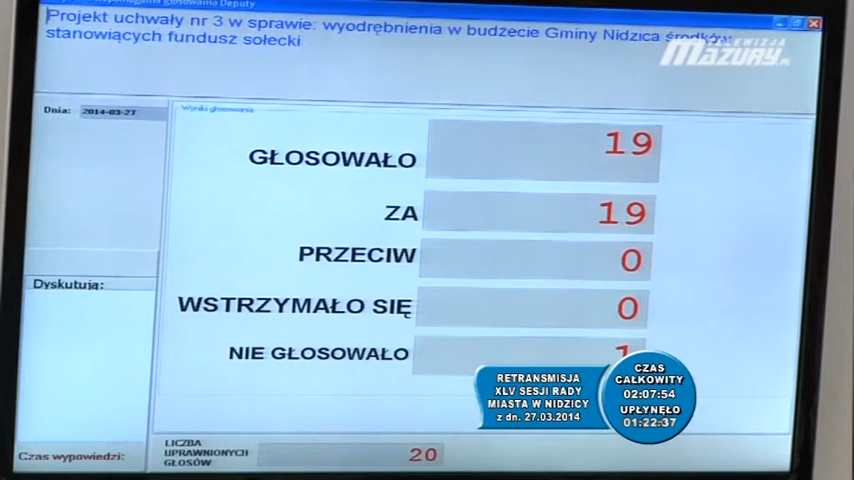 Projekt uchwały nr 3 w sprawie: wyodrębnienia w budżecie Gminy Nidzica środków
stanowiących fundusz sołecki
TELEWIZJA
MAZURY.PL
Dnia: 2014-03-27
Wyniki głosowania
GŁOSOWAŁO 19
ZA 19
PRZECIW 0
WSTRZYMAŁO SIĘ 0
NIE GŁOSOWAŁO 1
Dyskutują:
Czas wypowiedzi:
LICZBA
UPRAWNIONYCH
GŁOSÓW
20
RETRANSMISJA
XLV SESJI RADY
MIASTA W NIDZICY
z dn. 27.03.2014
CZAS
CAŁKOWITY
02:07:54
UPŁYNĘŁO
01:22:37